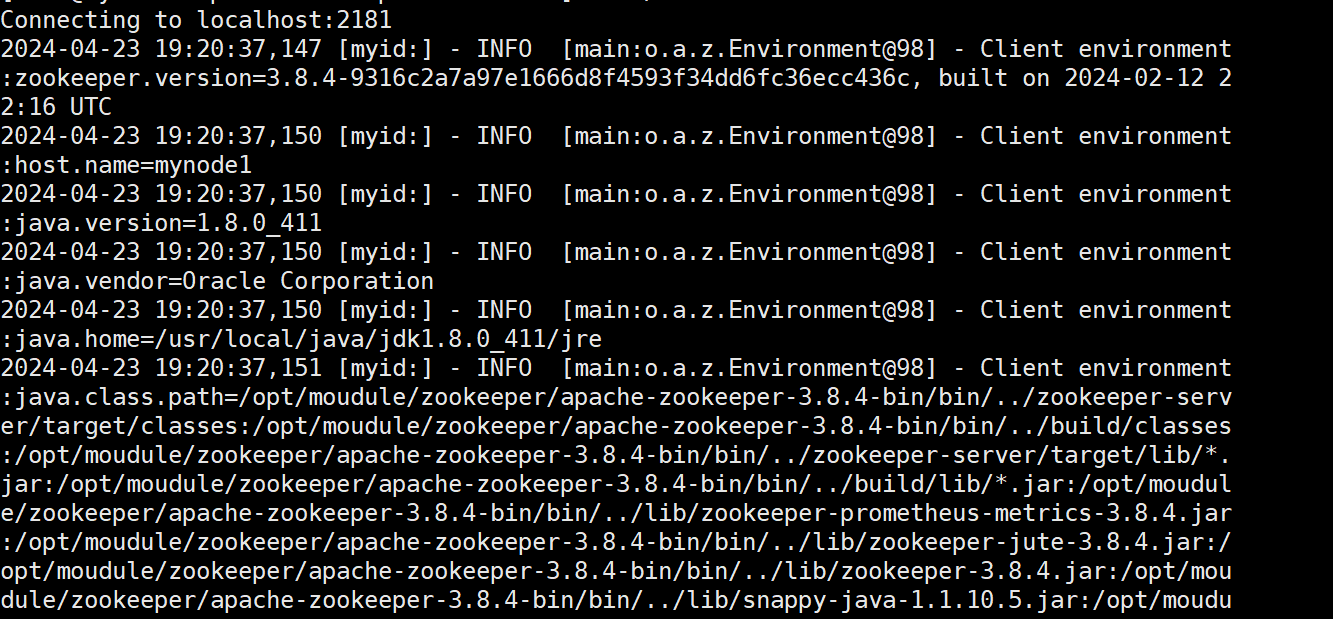 Connecting to localhost:2181
2024-04-23 19:20:37,147 [myid:] - INFO  [main:o.a.z.Environment@98] - Client environment
:zookeeper.version=3.8.4-9316c2a7a97e1666d8f4593f34dd6fc36ecc436c, built on 2024-02-12 2
2:16 UTC
2024-04-23 19:20:37,150 [myid:] - INFO  [main:o.a.z.Environment@98] - Client environment
:host.name=mynode1
2024-04-23 19:20:37,150 [myid:] - INFO  [main:o.a.z.Environment@98] - Client environment
:java.version=1.8.0_411
2024-04-23 19:20:37,150 [myid:] - INFO  [main:o.a.z.Environment@98] - Client environment
:java.vendor=Oracle Corporation
2024-04-23 19:20:37,150 [myid:] - INFO  [main:o.a.z.Environment@98] - Client environment
:java.home=/usr/local/java/jdk1.8.0_411/jre
2024-04-23 19:20:37,151 [myid:] - INFO  [main:o.a.z.Environment@98] - Client environment
:java.class.path=/opt/moudule/zookeeper/apache-zookeeper-3.8.4-bin/bin/../zookeeper-serv
er/target/classes:/opt/moudule/zookeeper/apache-zookeeper-3.8.4-bin/bin/../build/classes
:/opt/moudule/zookeeper/apache-zookeeper-3.8.4-bin/bin/../zookeeper-server/target/lib/*.
jar:/opt/moudule/zookeeper/apache-zookeeper-3.8.4-bin/bin/../build/lib/*.jar:/opt/moudul
e/zookeeper/apache-zookeeper-3.8.4-bin/bin/../lib/zookeeper-prometheus-metrics-3.8.4.jar
:/opt/moudule/zookeeper/apache-zookeeper-3.8.4-bin/bin/../lib/zookeeper-jute-3.8.4.jar:/
opt/moudule/zookeeper/apache-zookeeper-3.8.4-bin/bin/../lib/zookeeper-3.8.4.jar:/opt/mou
dule/zookeeper/apache-zookeeper-3.8.4-bin/bin/../lib/snappy-java-1.1.10.5.jar:/opt/moudu